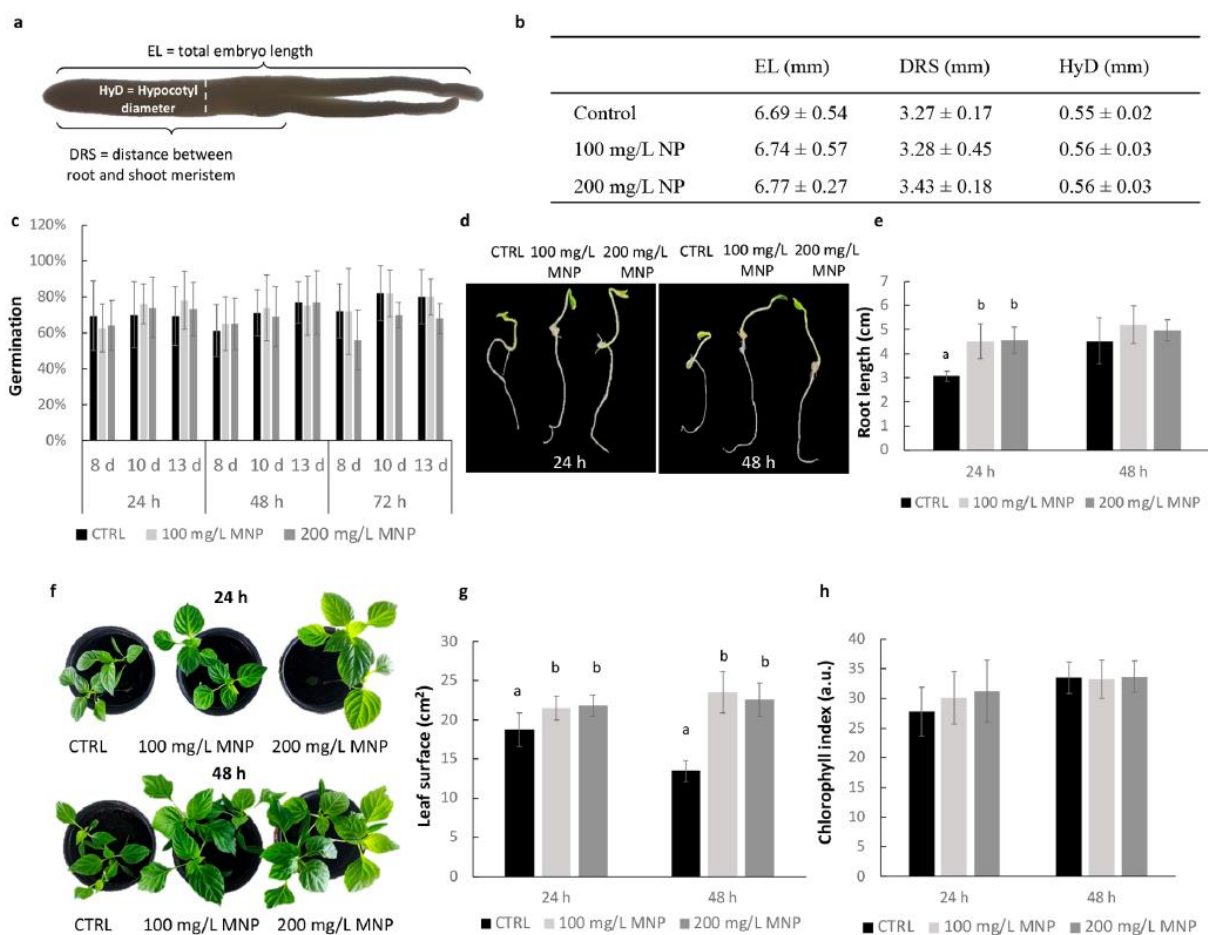 a
EL = total embryo length
HyD = Hypocotyl
diameter
DRS = distance between
root and shoot meristem
b
EL (mm) DRS (mm) HyD (mm)
Control 6.69 ± 0.54 3.27 ± 0.17 0.55 ± 0.02
100 mg/L NP 6.74 ± 0.57 3.28 ± 0.45 0.56 ± 0.03
200 mg/L NP 6.77 ± 0.27 3.43 ± 0.18 0.56 ± 0.03
c
Germination
120%
100%
80%
60%
40%
20%
0%
8 d 10 d 13 d 8 d 10 d 13 d 8 d 10 d 13 d
24 h 48 h 72 h
CTRL 100 mg/L MNP 200 mg/L MNP
d
CTRL 100 mg/L MNP 200 mg/L MNP
CTRL 100 mg/L MNP 200 mg/L MNP
24 h 48 h
e
Root length (cm)
7
6
5
4
3
2
1
0
a b b
24 h 48 h
CTRL 100 mg/L MNP 200 mg/L MNP
f
24 h
CTRL 100 mg/L MNP 200 mg/L MNP
48 h
CTRL 100 mg/L MNP 200 mg/L MNP
g
Leaf surface (cm²)
30
25
20
15
10
5
0
a b b a b b
24 h 48 h
CTRL 100 mg/L MNP 200 mg/L MNP
h
Chlorophyll index (a.u.)
40
35
30
25
20
15
10
5
0
24 h 48 h
CTRL 100 mg/L MNP 200 mg/L MNP